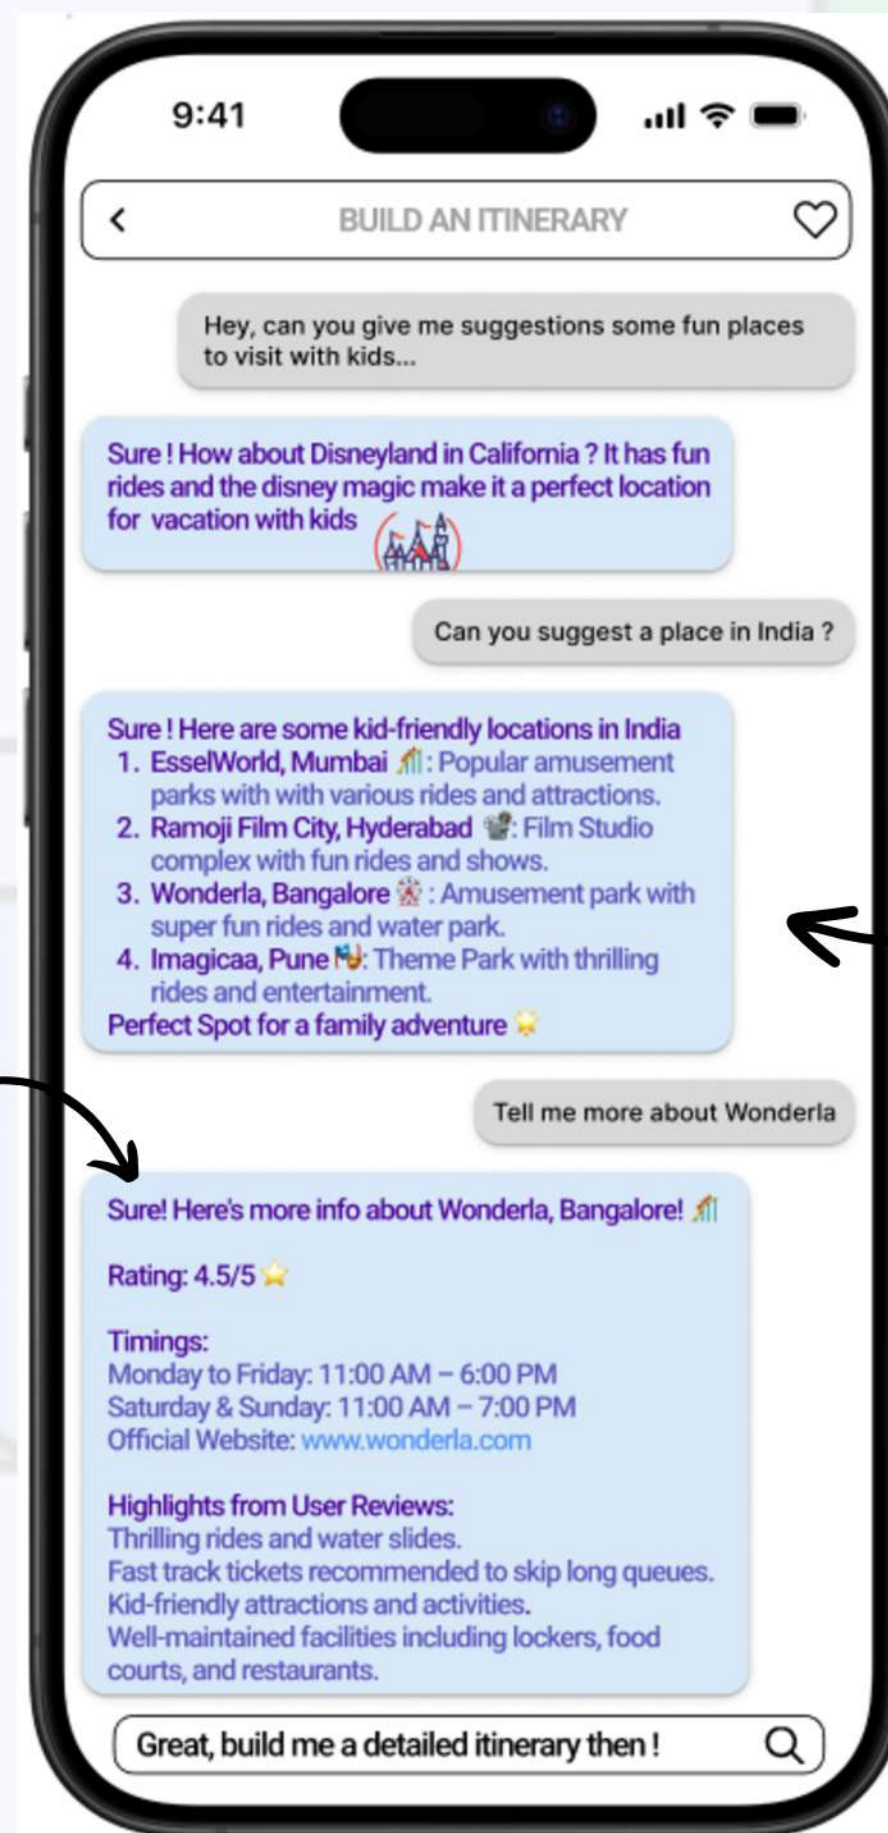 9:41
BUILD AN ITINERARY
Hey, can you give me suggestions some fun places
to visit with kids...
Sure ! How about Disneyland in California ? It has fun
rides and the disney magic make it a perfect location
for vacation with kids
Can you suggest a place in India ?
Sure ! Here are some kid-friendly locations in India
1. EsselWorld, Mumbai 🎢: Popular amusement
parks with with various rides and attractions.
2. Ramoji Film City, Hyderabad 📽️: Film Studio
complex with fun rides and shows.
3. Wonderla, Bangalore 🎡 : Amusement park with
super fun rides and water park.
4. Imagicaa, Pune 🎭: Theme Park with thrilling
rides and entertainment.
Perfect Spot for a family adventure 🌟
Tell me more about Wonderla
Sure! Here's more info about Wonderla, Bangalore! 🎢
Rating: 4.5/5 ⭐
Timings:
Monday to Friday: 11:00 AM – 6:00 PM
Saturday & Sunday: 11:00 AM – 7:00 PM
Official Website: www.wonderla.com
Highlights from User Reviews:
Thrilling rides and water slides.
Fast track tickets recommended to skip long queues.
Kid-friendly attractions and activities.
Well-maintained facilities including lockers, food
courts, and restaurants.
Great, build me a detailed itinerary then !